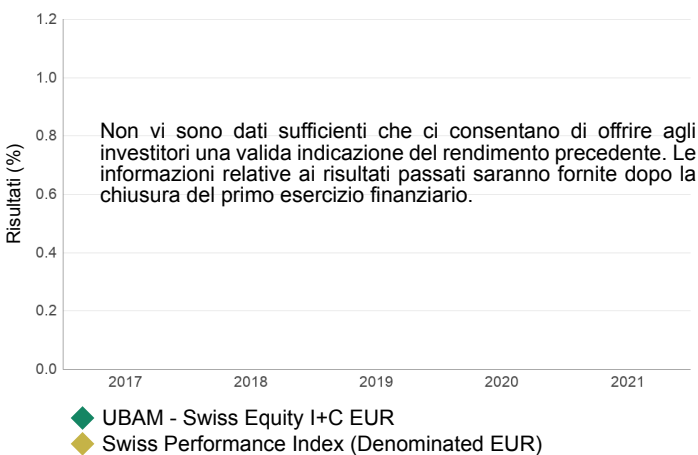 1.2
1.0
0.8
0.6
0.4
0.2
0.0
Risultati (%)
Non vi sono dati sufficienti che ci consentano di offrire agli
investitori una valida indicazione del rendimento precedente. Le
informazioni relative ai risultati passati saranno fornite dopo la
chiusura del primo esercizio finanziario.
2017 2018 2019 2020 2021
UBAM - Swiss Equity I+C EUR
Swiss Performance Index (Denominated EUR)